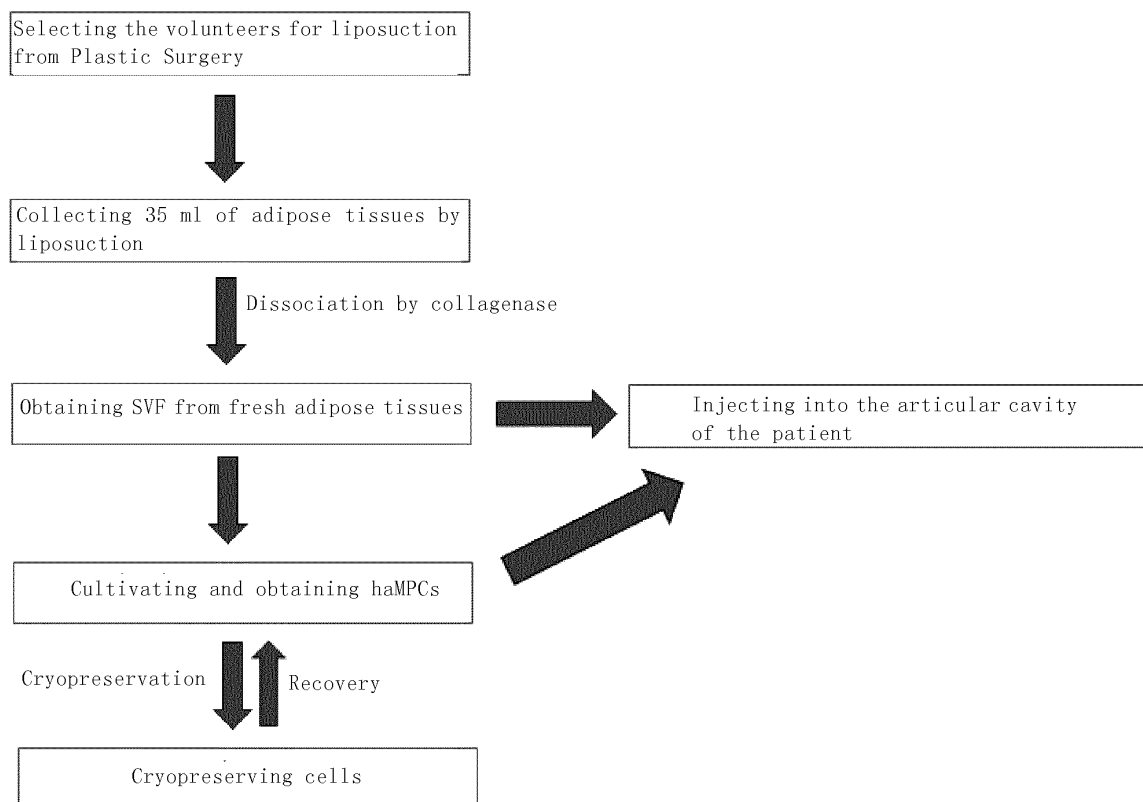 Selecting the volunteers for liposuction
from Plastic Surgery
Collecting 35 ml of adipose tissues by
liposuction
Dissociation by collagenase
Obtaining SVF from fresh adipose tissues
Injecting into the articular cavity
of the patient
Cultivating and obtaining haMPCs
Cryopreservation
Recovery
Cryopreserving cells